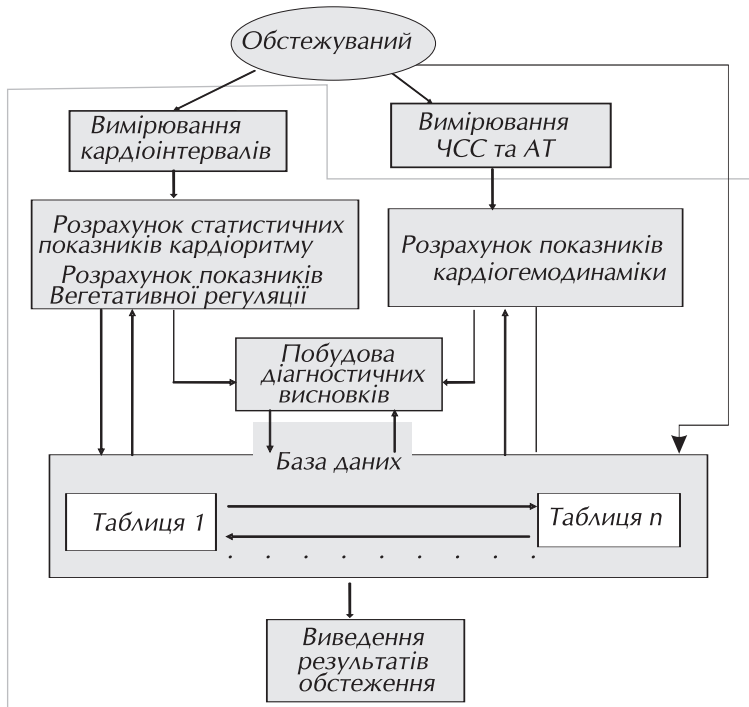 Обстежуваний
Вимірювання
кардіоінтервалів
Вимірювання
ЧСС та АТ
Розрахунок статистичних
показників кардіоритму
Розрахунок показників
Вегетативної регуляції
Розрахунок показників
кардіогемодинаміки
Побудова
діагностичних
висновків
База даних
Таблиця 1
Таблиця n
. . . . . . . . .
Виведення
результатів
обстеження